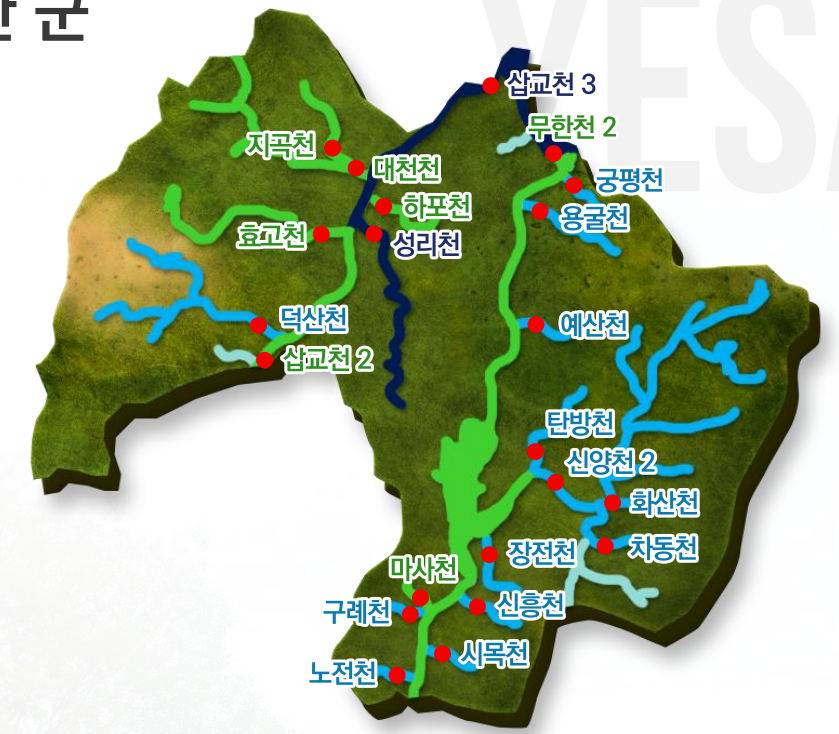 군
YESA
삽교천 3
무한천 2
지곡천
대천천
궁평천
하포천
용굴천
효고천
성리천
덕산천
예산천
삽교천 2
탄방천
신양천 2
화산천
차동천
장전천
마사천
신흥천
구례천
시목천
노전천